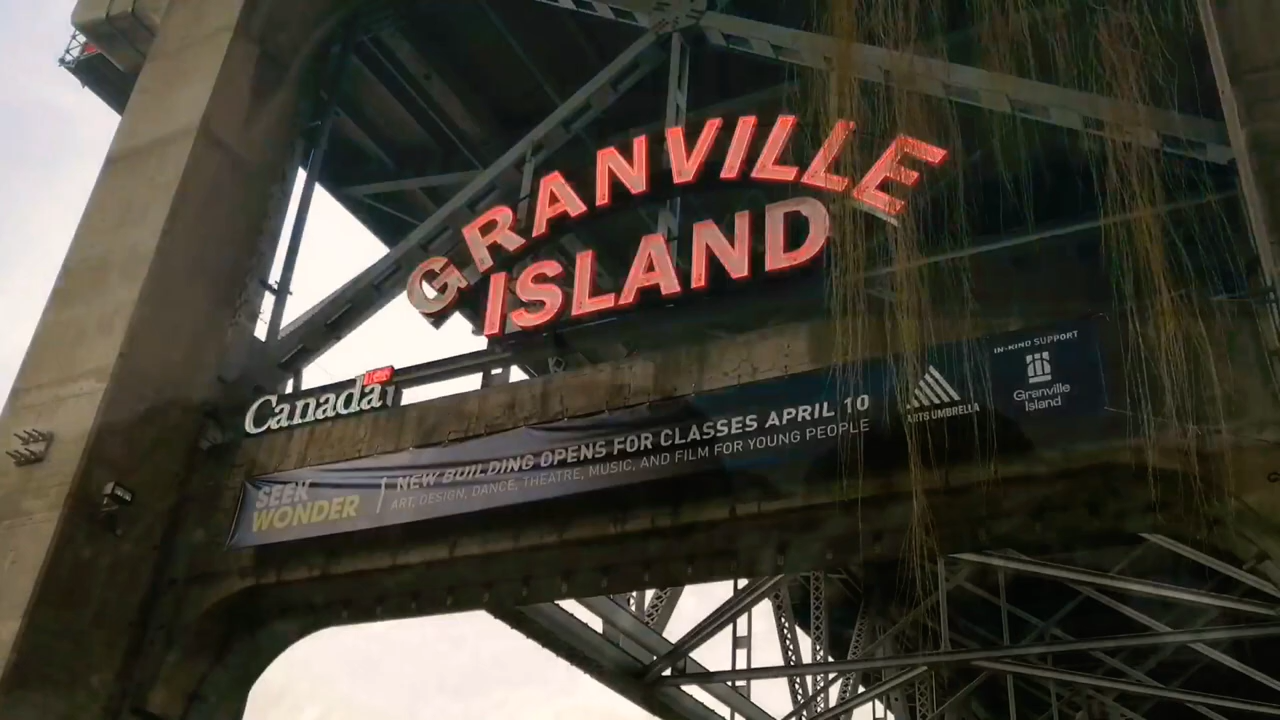 GRANVILLE
ISLAND
Canada
SEEK
WONDER
NEW BUILDING OPENS FOR CLASSES APRIL 10
ART, DESIGN, DANCE, THEATRE, MUSIC, AND FILM FOR YOUNG PEOPLE
ARTS UMBRELLA
IN-KIND SUPPORT
Granville
Island